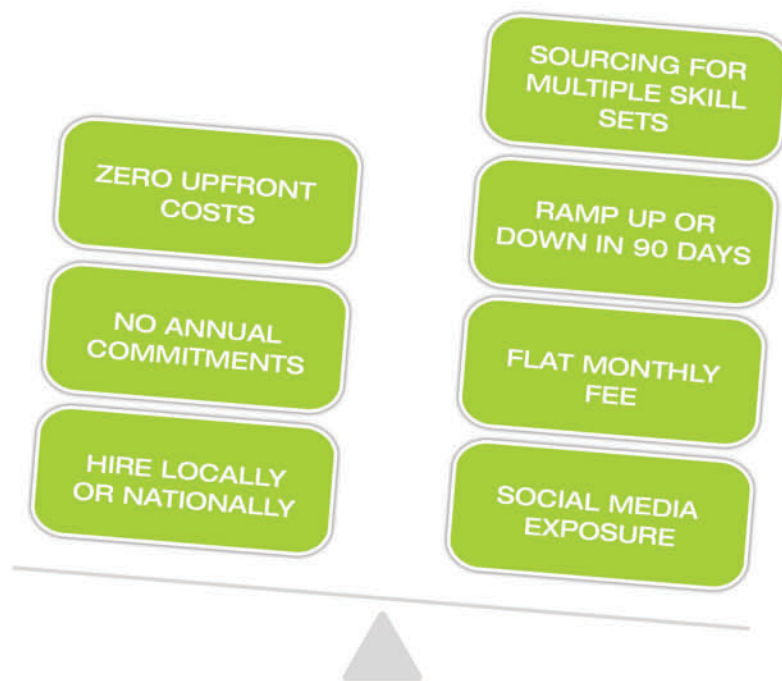 ZERO UPFRONT
COSTS
NO ANNUAL
COMMITMENTS
HIRE LOCALLY
OR NATIONALLY
SOURCING FOR
MULTIPLE SKILL
SETS
RAMP UP OR
DOWN IN 90 DAYS
FLAT MONTHLY
FEE
SOCIAL MEDIA
EXPOSURE